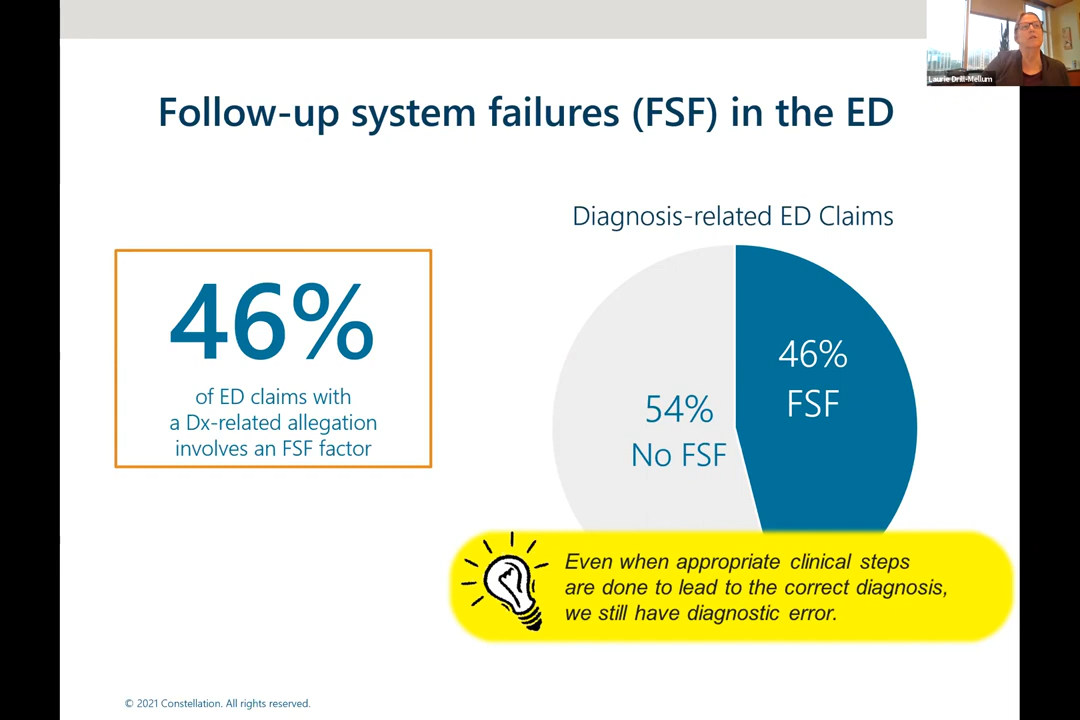 Laurie Drill-Mellum
Follow-up system failures (FSF) in the ED
46%
of ED claims with
a Dx-related allegation
involves an FSF factor
Diagnosis-related ED Claims
46%
FSF
54%
No FSF
Even when appropriate clinical steps
are done to lead to the correct diagnosis,
we still have diagnostic error.
© 2021 Constellation. All rights reserved.